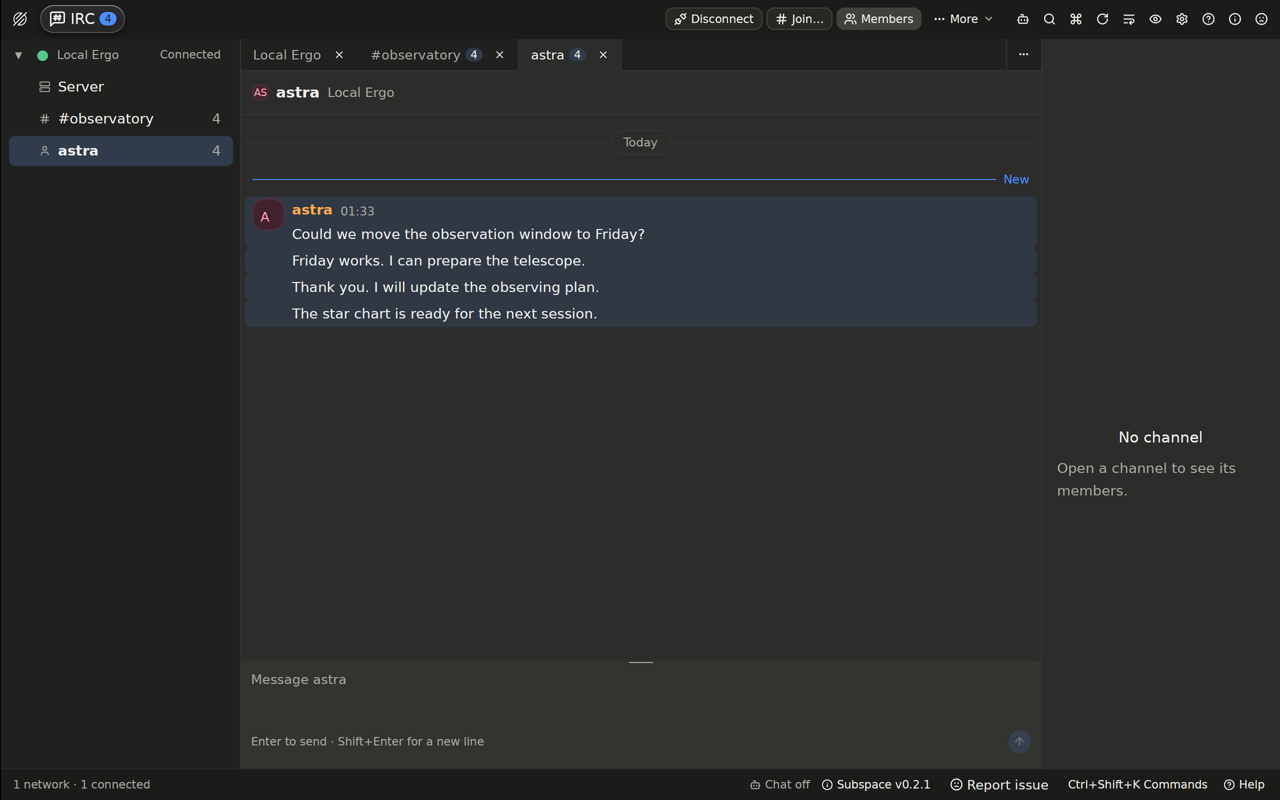 IRC 4 Disconnect Join… Members ··· More
▼ Local Ergo Connected
Server
#observatory 4
astra 4
Local Ergo × #observatory 4 × astra 4 × ···
AS astra Local Ergo
Today
New
A astra 01:33
Could we move the observation window to Friday?
Friday works. I can prepare the telescope.
Thank you. I will update the observing plan.
The star chart is ready for the next session.
No channel
Open a channel to see its
members.
Message astra
Enter to send · Shift+Enter for a new line
1 network · 1 connected Chat off Subspace v0.2.1 Report issue Ctrl+Shift+K Commands Help